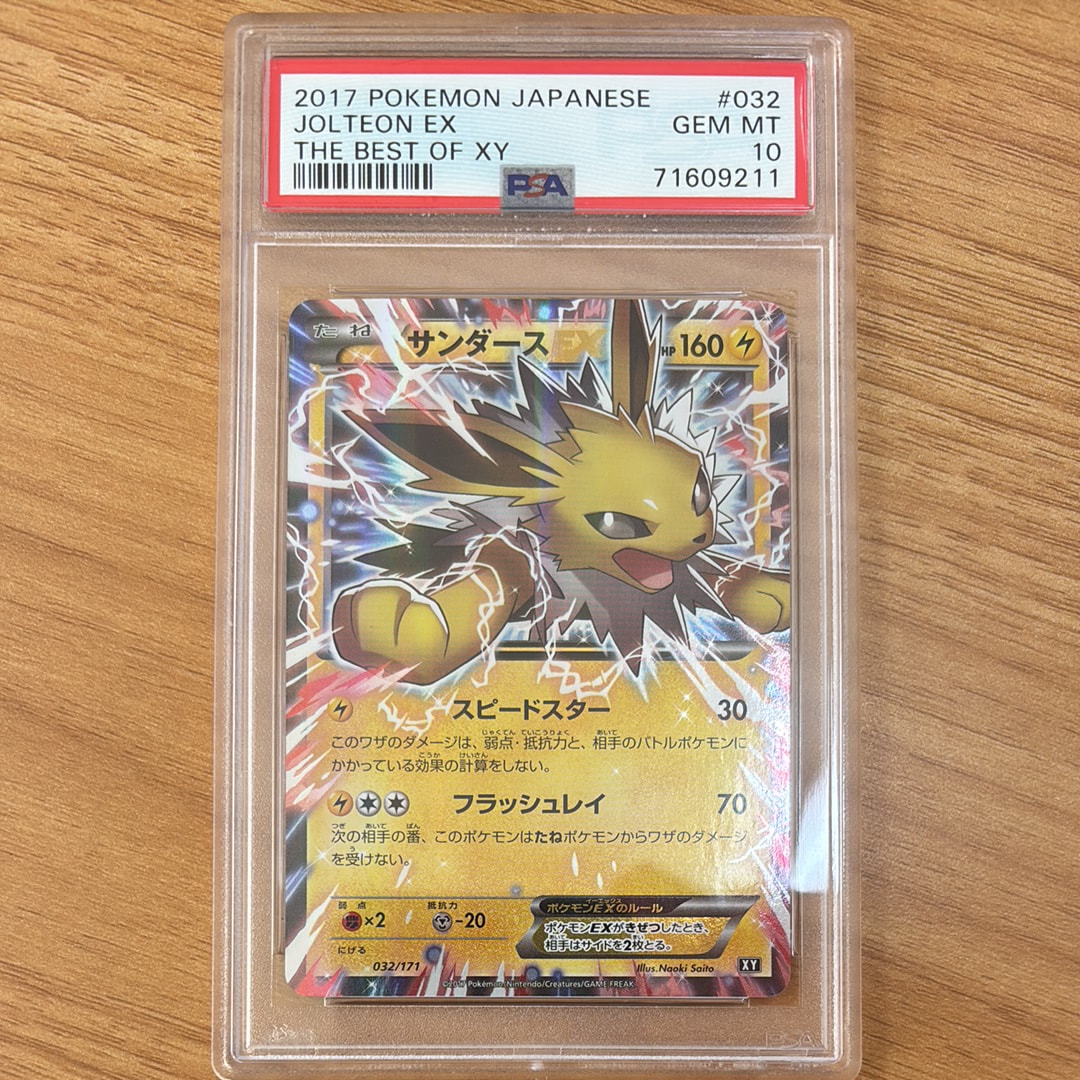 2017 POKEMON JAPANESE #032
JOLTEON EX GEM MT
THE BEST OF XY 10
PSA 71609211
たね サンダースEX HP 160
スピードスター 30
このワザのダメージは、弱点・抵抗力と、相手のバトルポケモンに
かかっている効果の計算をしない。
フラッシュレイ 70
次の相手の番、このポケモンはたねポケモンからワザのダメージ
を受けない。
弱点 抵抗力
×2 -20
にげる
ポケモンEXのルール
ポケモンEXがきぜつしたとき、
相手はサイドを2枚とる。
032/171 Illus.Naoki Saito XY
©2017 Pokémon/Nintendo/Creatures/GAME FREAK
PSA